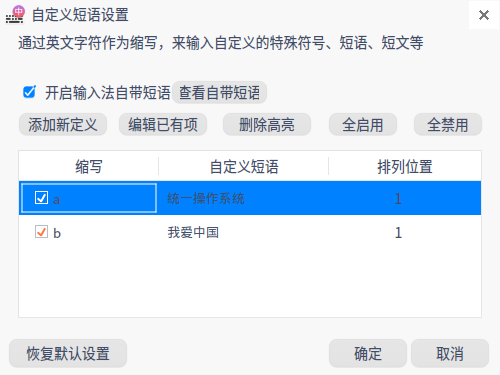 中 自定义短语设置
通过英文字符作为缩写，来输入自定义的特殊符号、短语、短文等
开启输入法自带短语 查看自带短语
添加新定义 编辑已有项 删除高亮 全启用 全禁用
缩写 自定义短语 排列位置
a 统一操作系统 1
b 我爱中国 1
恢复默认设置 确定 取消